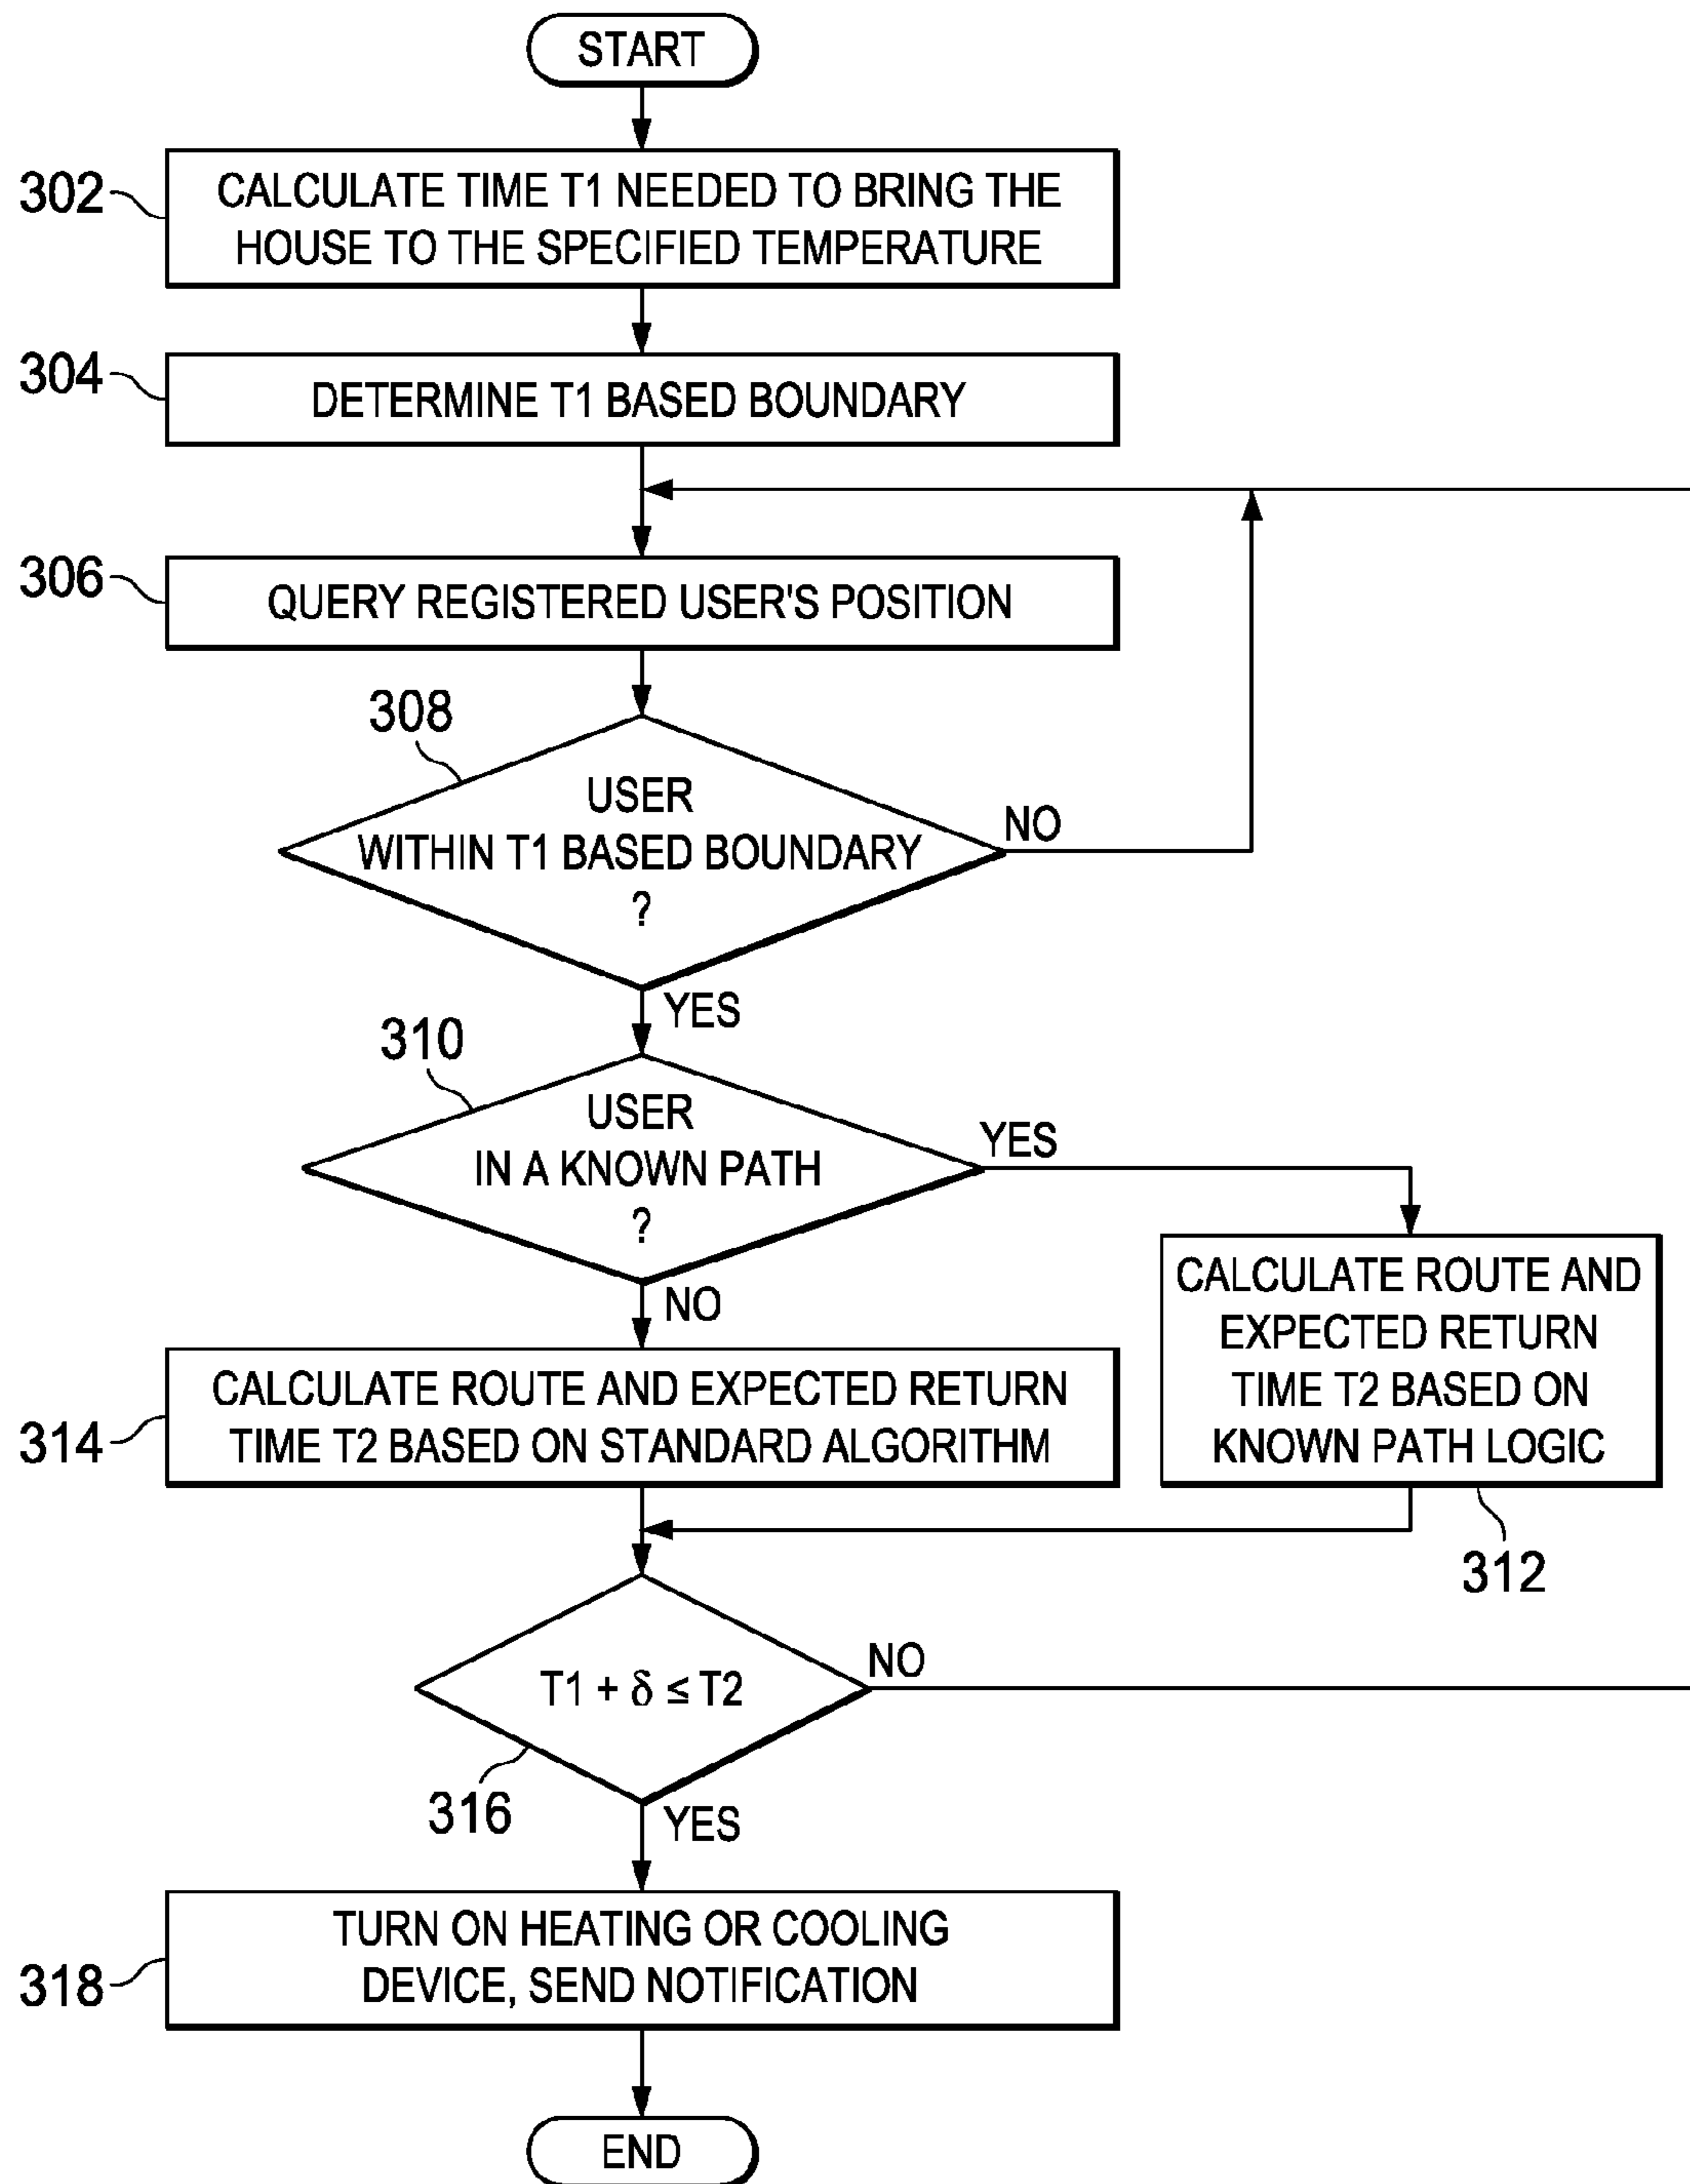 START
302
CALCULATE TIME T1 NEEDED TO BRING THE
HOUSE TO THE SPECIFIED TEMPERATURE
304
DETERMINE T1 BASED BOUNDARY
306
QUERY REGISTERED USER'S POSITION
308
USER
WITHIN T1 BASED BOUNDARY
?
NO
YES
310
USER
IN A KNOWN PATH
?
YES
NO
CALCULATE ROUTE AND
EXPECTED RETURN
TIME T2 BASED ON
KNOWN PATH LOGIC
312
314
CALCULATE ROUTE AND EXPECTED RETURN
TIME T2 BASED ON STANDARD ALGORITHM
T1 + δ ≤ T2
NO
316
YES
318
TURN ON HEATING OR COOLING
DEVICE, SEND NOTIFICATION
END